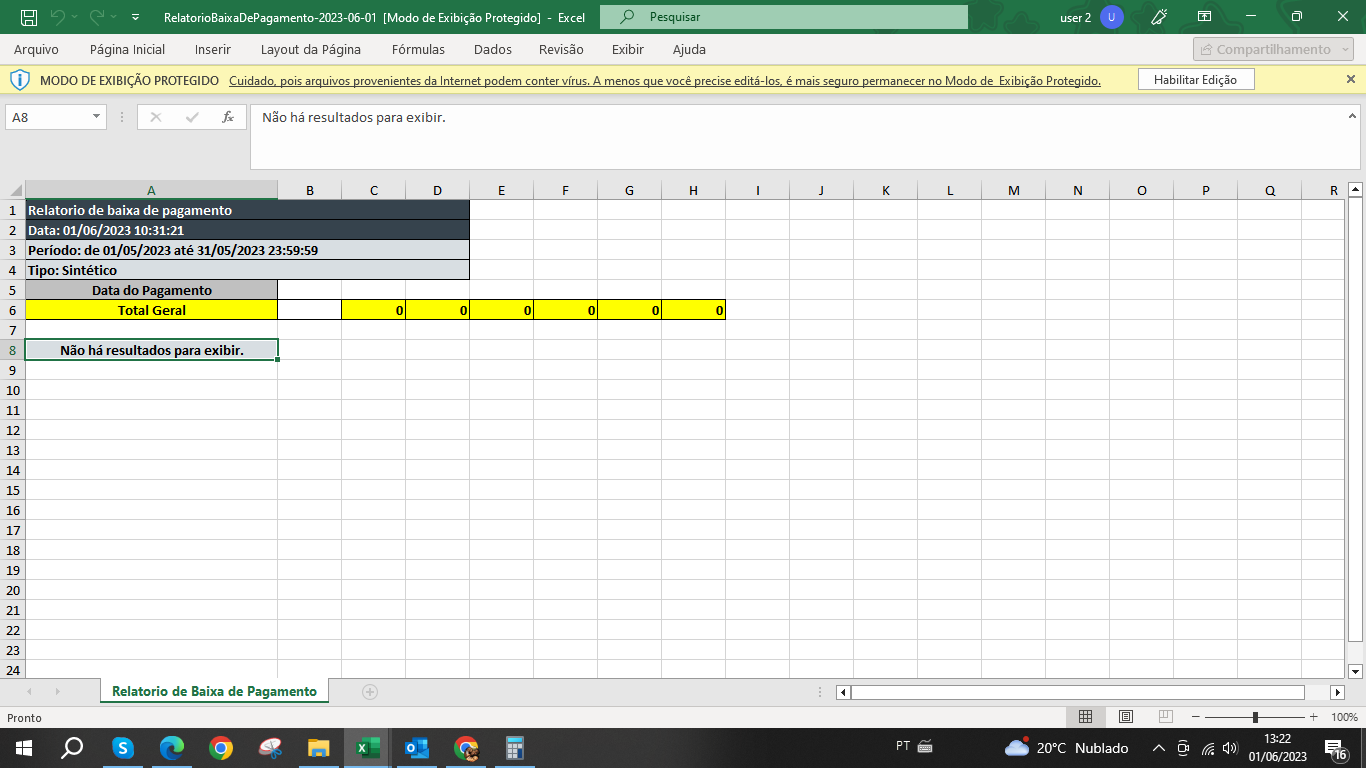 RelatorioBaixaDePagamento-2023-06-01 [Modo de Exibição Protegido] - Excel
Pesquisar
user 2
U
Arquivo Página Inicial Inserir Layout da Página Fórmulas Dados Revisão Exibir Ajuda
Compartilhamento
MODO DE EXIBIÇÃO PROTEGIDO Cuidado, pois arquivos provenientes da Internet podem conter vírus. A menos que você precise editá-los, é mais seguro permanecer no Modo de Exibição Protegido. Habilitar Edição
A8 fx Não há resultados para exibir.
A B C D E F G H I J K L M N O P Q R
1 Relatorio de baixa de pagamento
2 Data: 01/06/2023 10:31:21
3 Período: de 01/05/2023 até 31/05/2023 23:59:59
4 Tipo: Sintético
5 Data do Pagamento
6 Total Geral 0 0 0 0 0 0
7
8 Não há resultados para exibir.
9
10
11
12
13
14
15
16
17
18
19
20
21
22
23
24
Relatorio de Baixa de Pagamento
Pronto
100%
PT
20°C Nublado
13:22
01/06/2023
16